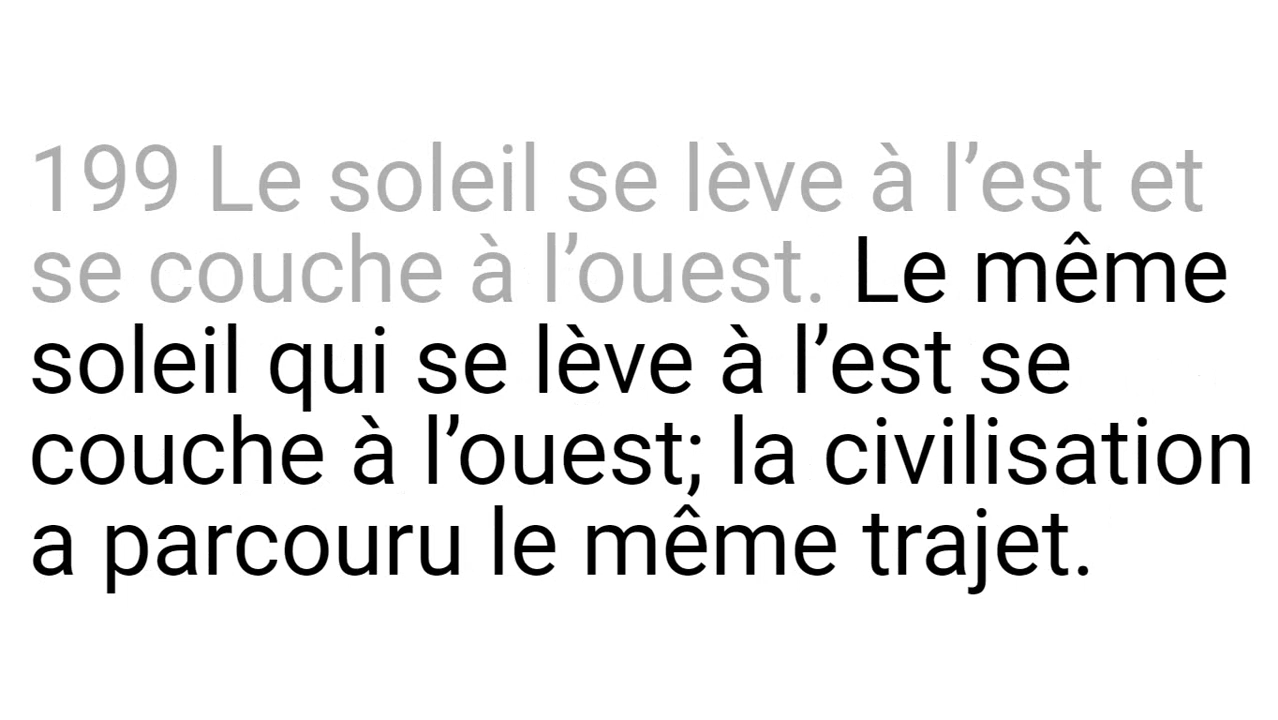 199 Le soleil se lève à l’est et
se couche à l’ouest. Le même
soleil qui se lève à l’est se
couche à l’ouest; la civilisation
a parcouru le même trajet.